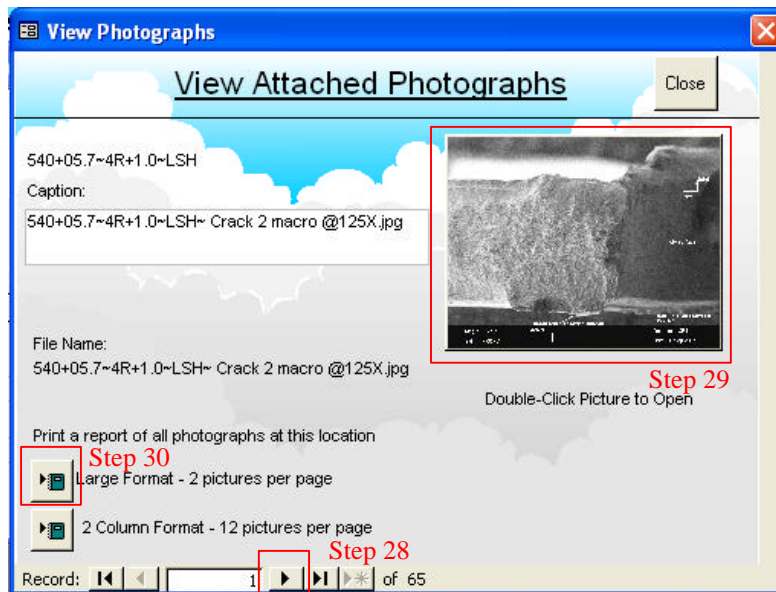 View Photographs
View Attached Photographs
Close
540+05.7~4R+1.0~LSH
Caption:
540+05.7~4R+1.0~LSH~ Crack 2 macro @125X.jpg
File Name:
540+05.7~4R+1.0~LSH~ Crack 2 macro @125X.jpg
Step 29
Double-Click Picture to Open
Print a report of all photographs at this location
Step 30
Large Format - 2 pictures per page
2 Column Format - 12 pictures per page
Step 28
Record: 1 of 65